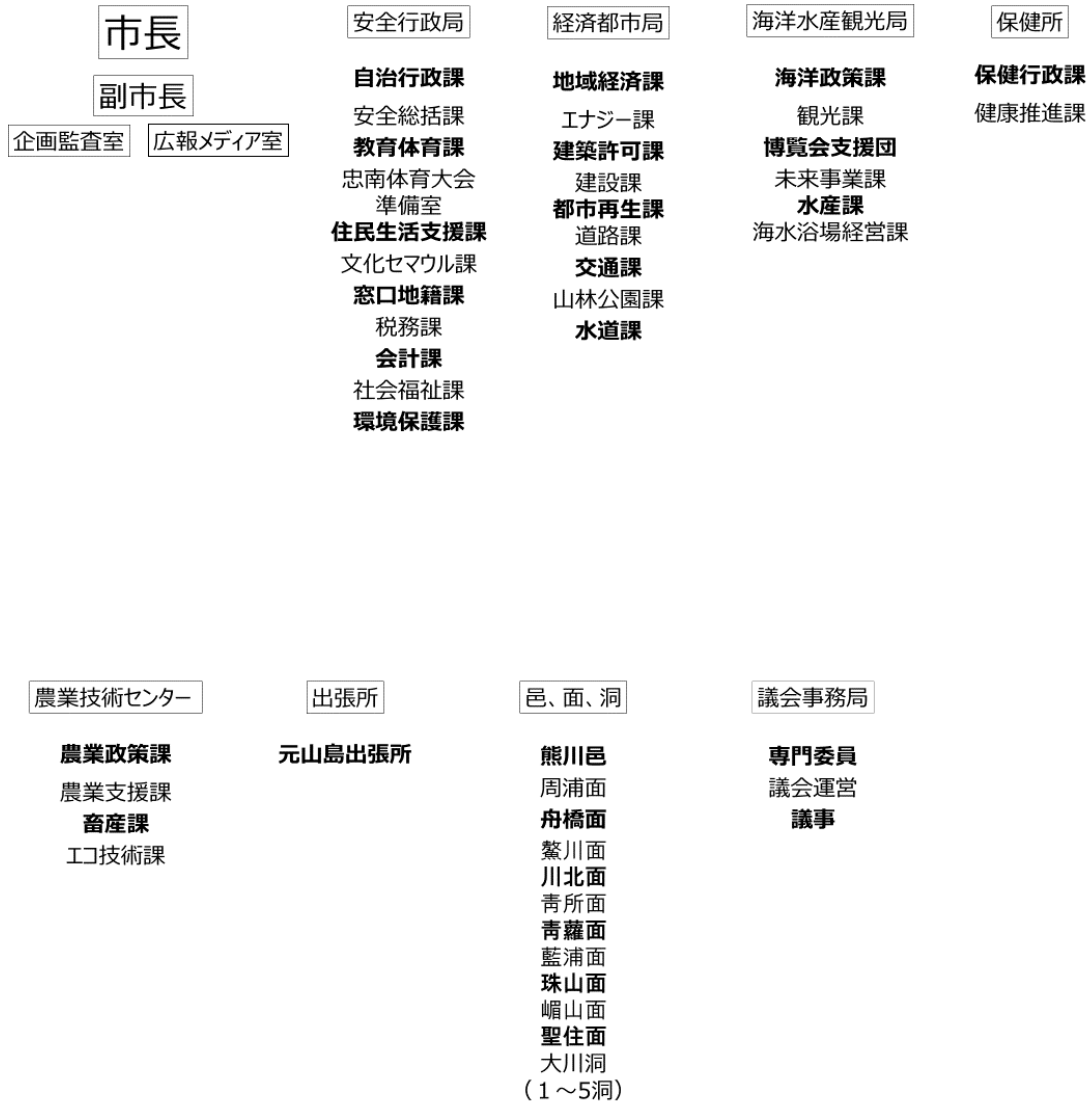 市長
副市長
企画監査室
広報メディア室
安全行政局
自治行政課
安全総括課
教育体育課
忠南体育大会
準備室
住民生活支援課
文化セマウル課
窓口地籍課
税務課
会計課
社会福祉課
環境保護課
経済都市局
地域経済課
エナジー課
建築許可課
建設課
都市再生課
道路課
交通課
山林公園課
水道課
海洋水産観光局
海洋政策課
観光課
博覧会支援団
未来事業課
水産課
海水浴場経営課
保健所
保健行政課
健康推進課
農業技術センター
農業政策課
農業支援課
畜産課
エコ技術課
出張所
元山島出張所
邑、面、洞
熊川邑
周浦面
舟橋面
鰲川面
川北面
靑所面
靑蘿面
藍浦面
珠山面
嵋山面
聖住面
大川洞
（１～5洞）
議会事務局
専門委員
議会運営
議事